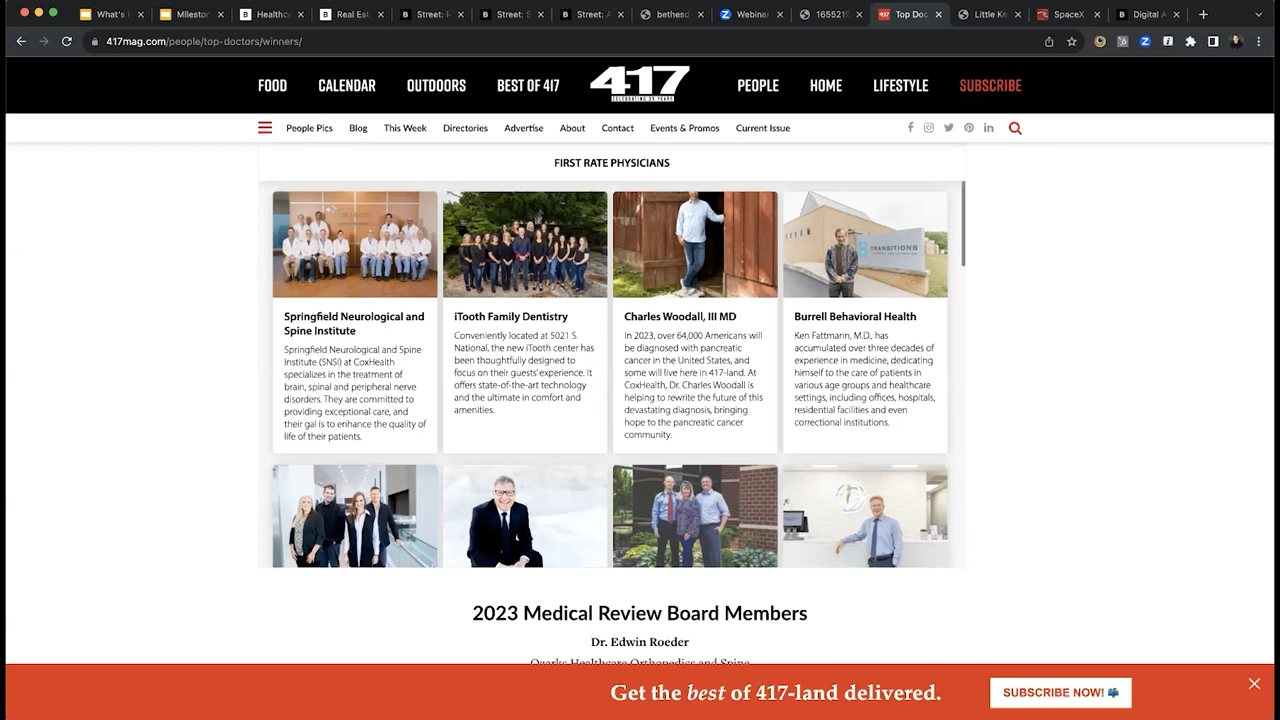 What's
Milestone
Healthc
Real Est
Street: F
Street: S
Street: A
bethesd
Webinar
1655219
Top Doc
Little Ke
SpaceX
Digital A
417mag.com/people/top-doctors/winners/
FOOD CALENDAR OUTDOORS BEST OF 417 417 PEOPLE HOME LIFESTYLE SUBSCRIBE
CELEBRATING 25 YEARS
People Pics Blog This Week Directories Advertise About Contact Events & Promos Current Issue
FIRST RATE PHYSICIANS
TRANSITIONS
Springfield Neurological and
Spine Institute
Springfield Neurological and Spine
Institute (SNSI) at CoxHealth
specializes in the treatment of
brain, spinal and peripheral nerve
disorders. They are committed to
providing exceptional care, and
their gal is to enhance the quality of
life of their patients.
iTooth Family Dentistry
Conveniently located at 5021 S.
National, the new iTooth center has
been thoughtfully designed to
focus on their guests' experience. It
offers state-of-the-art technology
and the ultimate in comfort and
amenities.
Charles Woodall, III MD
In 2023, over 64,000 Americans will
be diagnosed with pancreatic
cancer in the United States, and
some will live here in 417-land. At
CoxHealth, Dr. Charles Woodall is
helping to rewrite the future of this
devastating diagnosis, bringing
hope to the pancreatic cancer
community.
Burrell Behavioral Health
Ken Fattmann, M.D., has
accumulated over three decades of
experience in medicine, dedicating
himself to the care of patients in
various age groups and healthcare
settings, including offices, hospitals,
residential facilities and even
correctional institutions.
2023 Medical Review Board Members
Dr. Edwin Roeder
Ozarks Healthcare Orthopedics and Spine
Get the best of 417-land delivered.
SUBSCRIBE NOW!